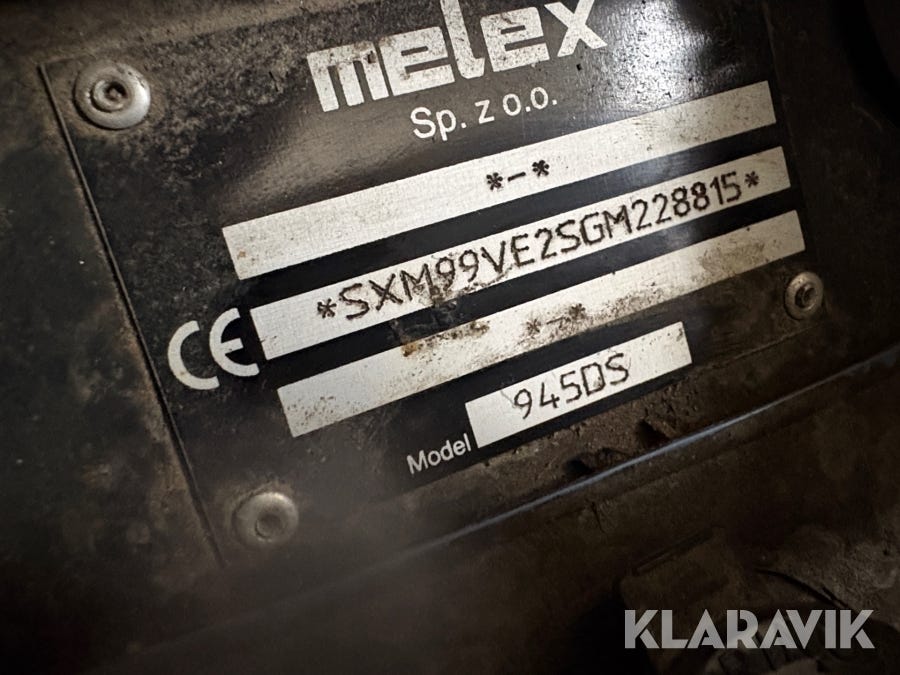 melex
Sp. z o.o.
*-*
*SXM99VE2SGM228815*
*-*
CE
Model 945DS
KLARAVIK